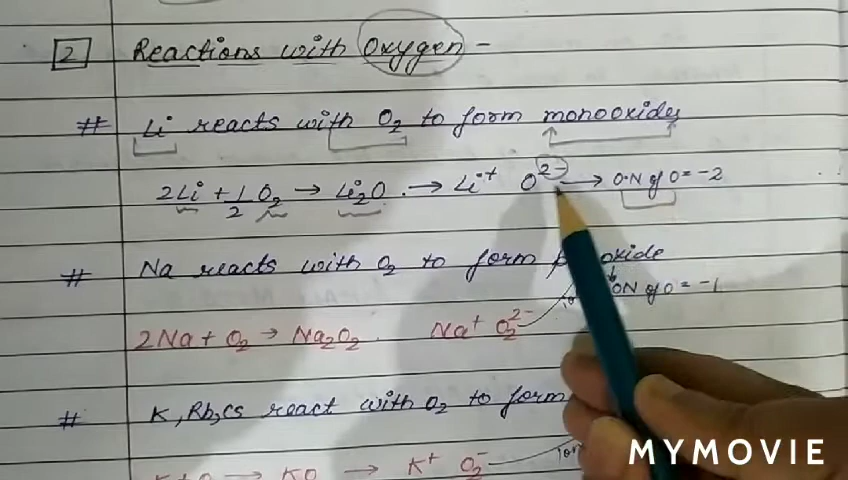 2 Reactions with Oxygen -
# Li reacts with O₂ to form monooxides
2Li + 1/2 O₂ → Li₂O. → Li⁺ O²⁻ → O.N of O = -2
# Na reacts with O₂ to form oxide
ON of O = -1
2Na + O₂ → Na₂O₂. Na⁺ O₂²⁻
# K, Rb, Cs react with O₂ to form
→ KO → K⁺ O₂⁻
MYMOVIE